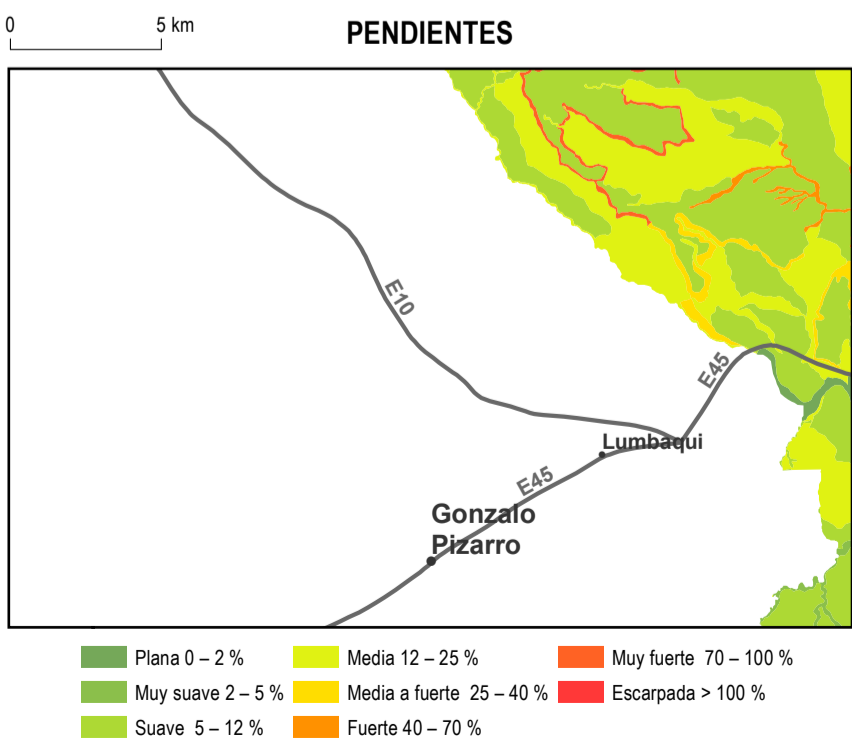 0 5 km
PENDIENTES
E10
E45
Lumbaqui
E45
Gonzalo
Pizarro
Plana 0 – 2 %
Muy suave 2 – 5 %
Suave 5 – 12 %
Media 12 – 25 %
Media a fuerte 25 – 40 %
Fuerte 40 – 70 %
Muy fuerte 70 – 100 %
Escarpada > 100 %